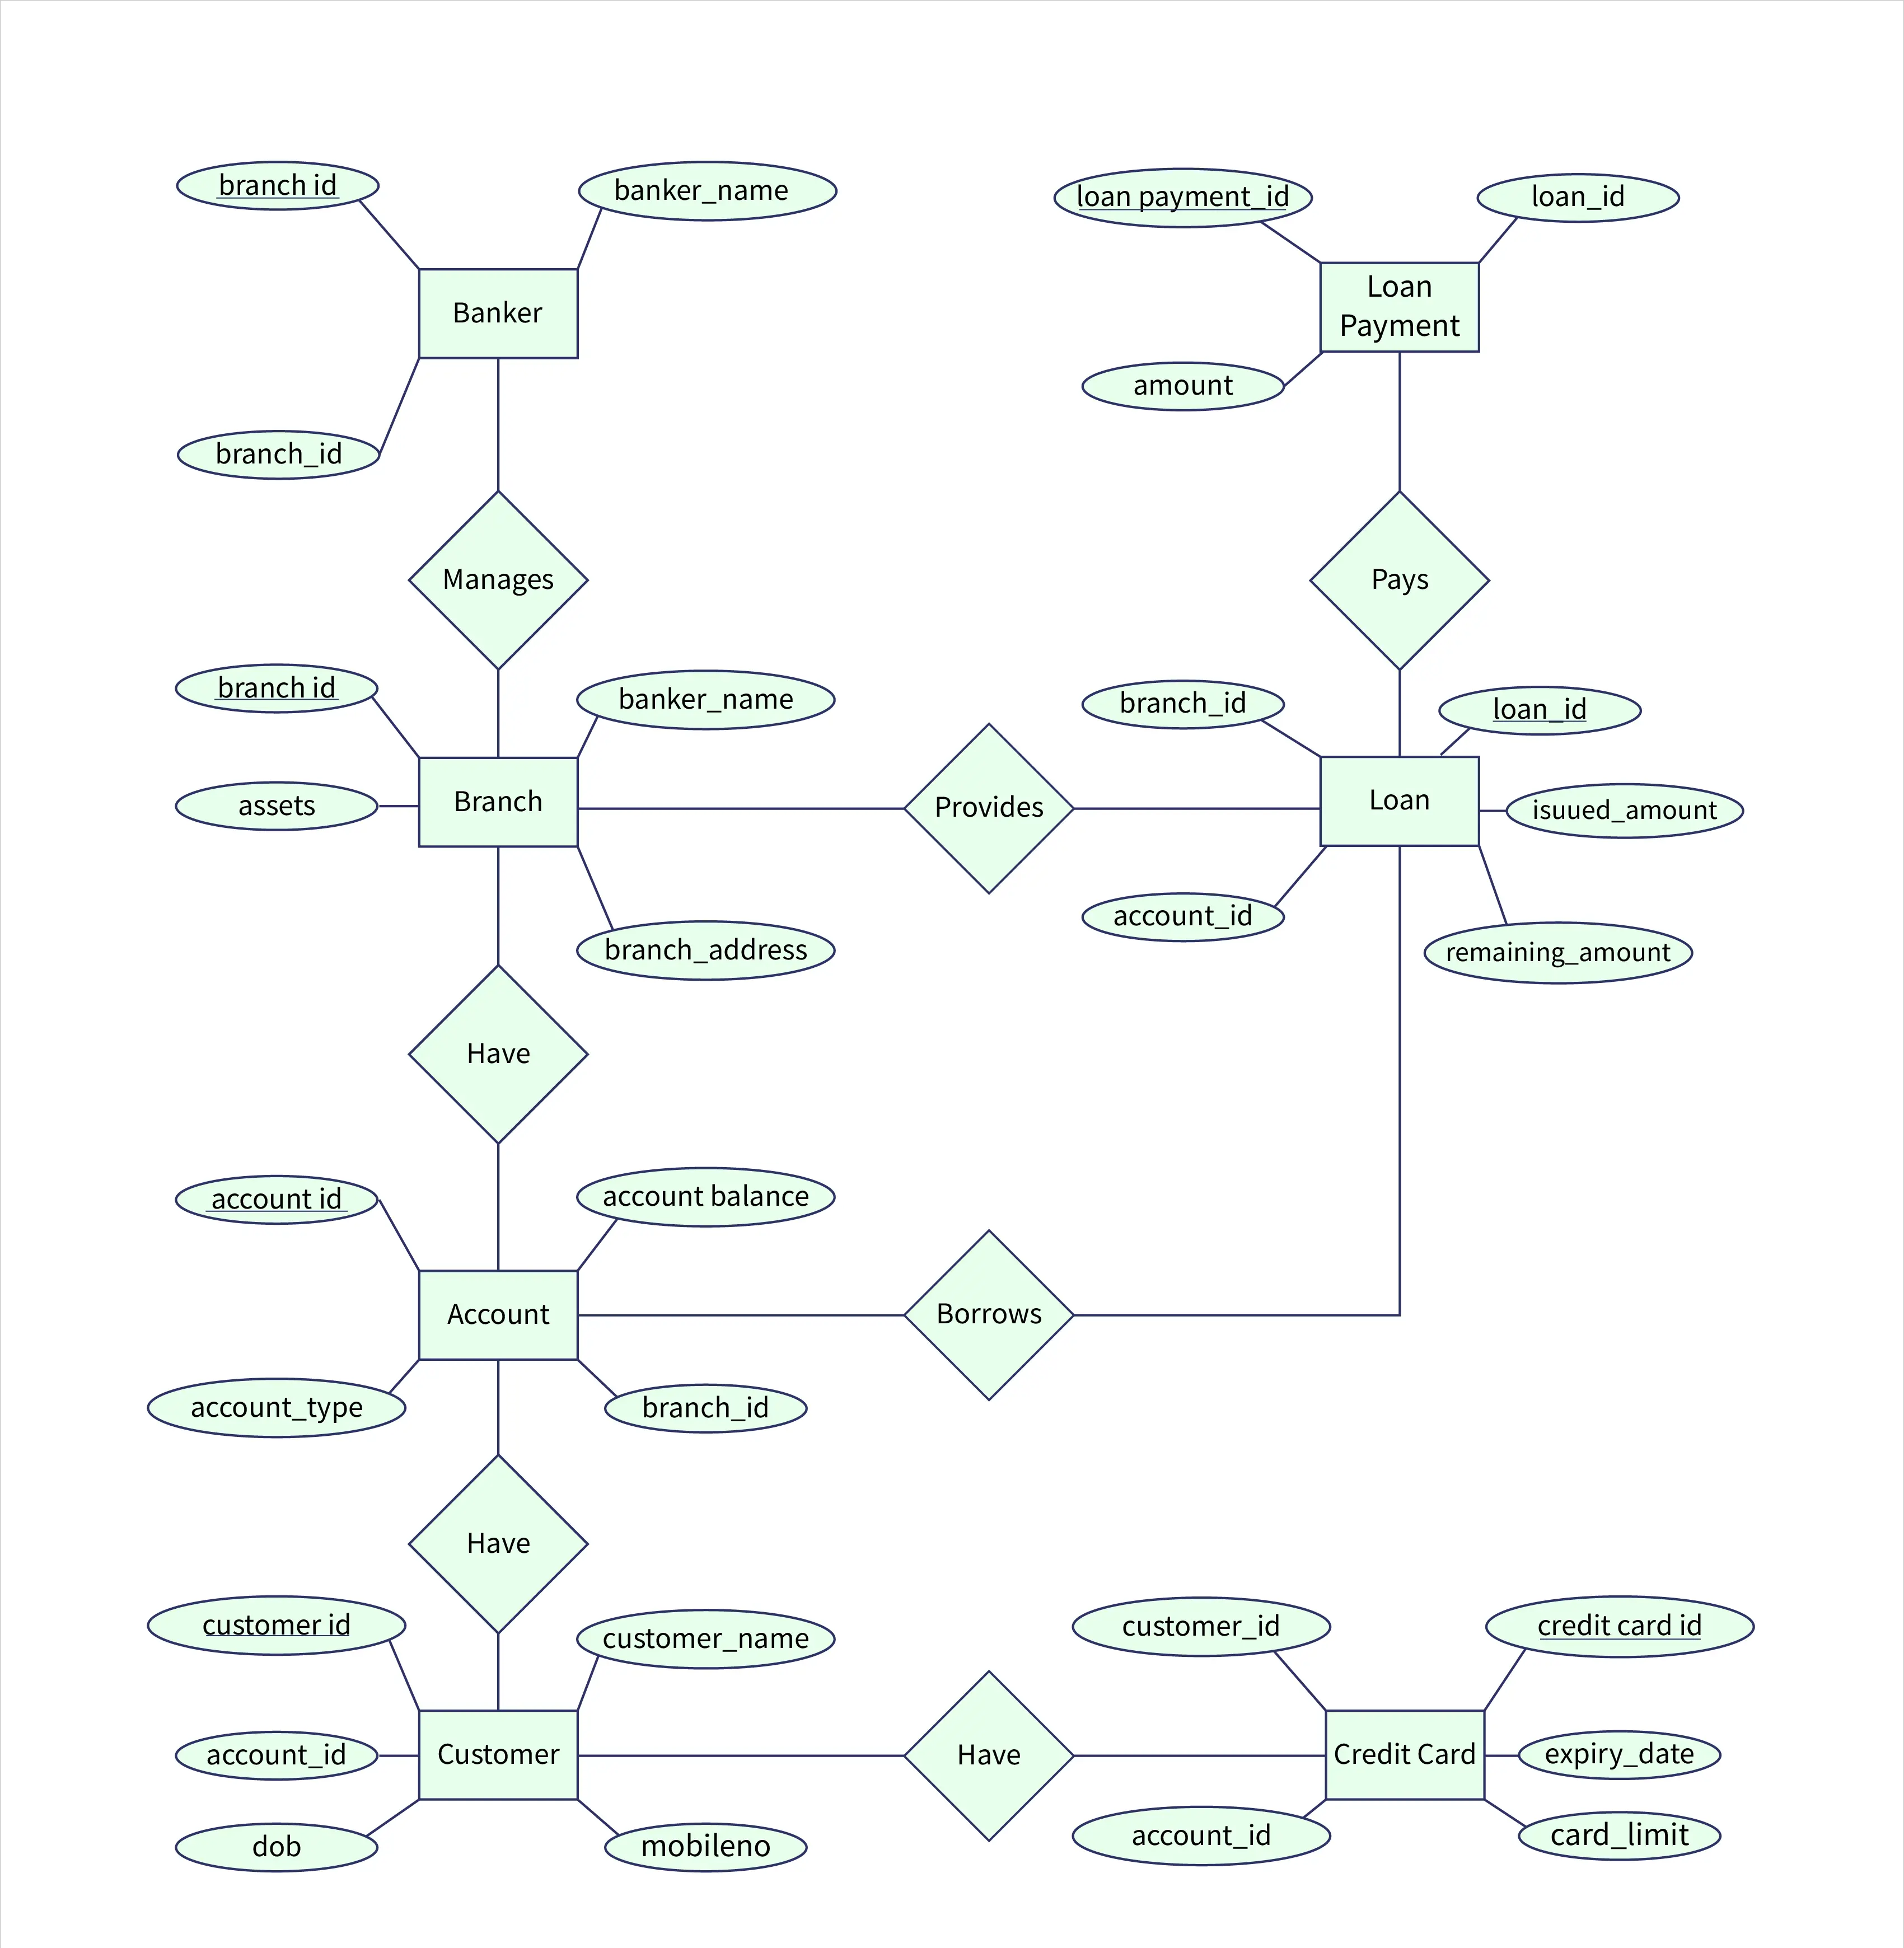 branch id
banker_name
loan payment_id
loan_id
Banker
Loan
Payment
amount
branch_id
Manages
Pays
branch id
banker_name
branch_id
loan_id
assets
Branch
Provides
Loan
isuued_amount
account_id
branch_address
remaining_amount
Have
account id
account balance
Account
Borrows
account_type
branch_id
Have
customer id
customer_name
customer_id
credit card id
account_id
Customer
Have
Credit Card
expiry_date
dob
mobileno
account_id
card_limit